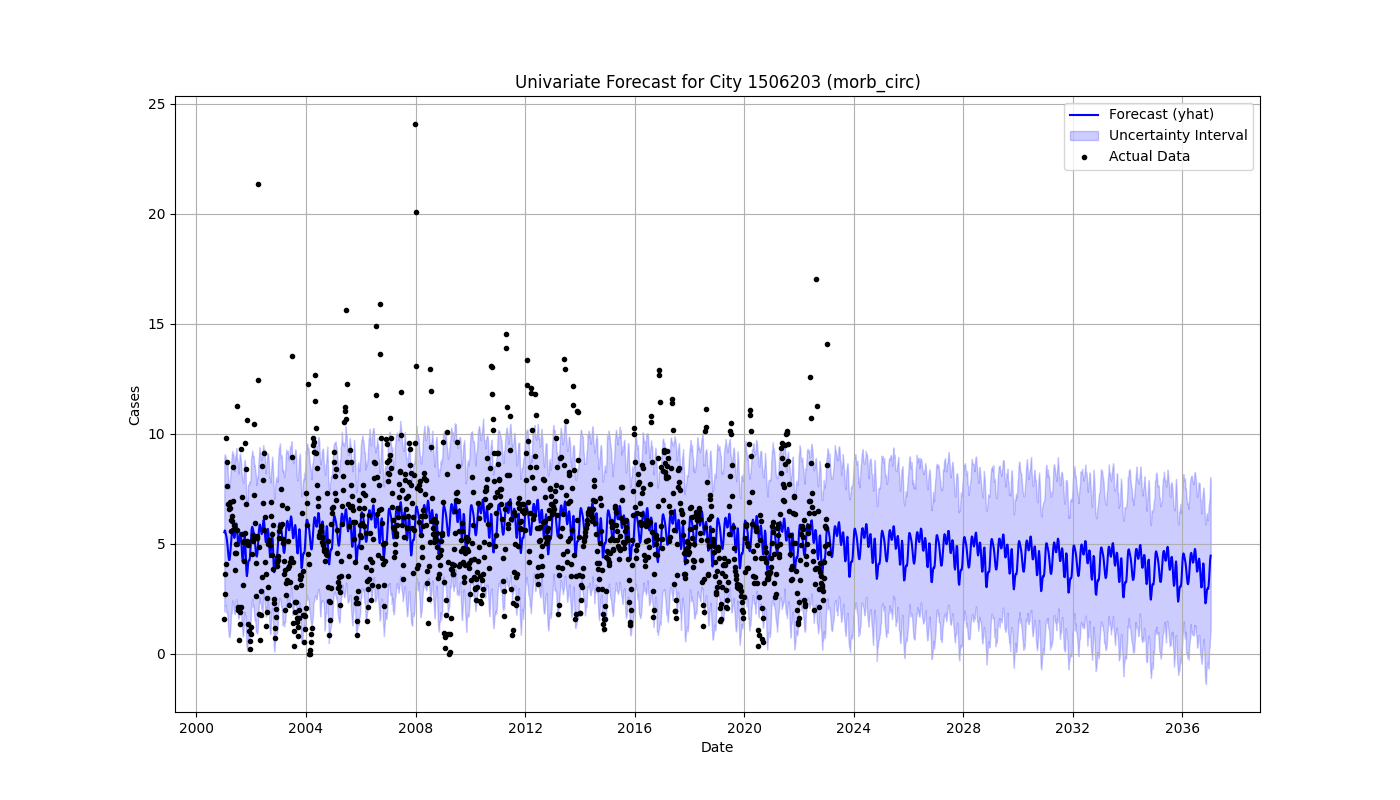 Univariate Forecast for City 1506203 (morb_circ)
Forecast (yhat)
Uncertainty Interval
Actual Data
Cases
25
20
15
10
5
0
2000 2004 2008 2012 2016 2020 2024 2028 2032 2036
Date